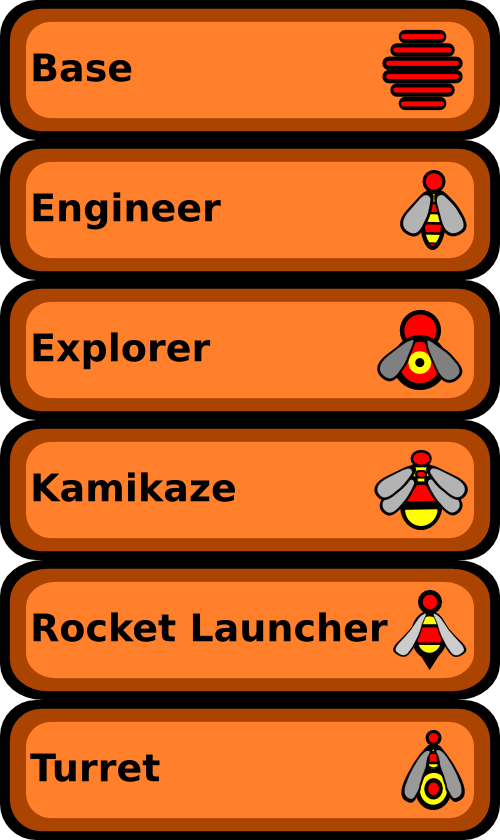 Base
Engineer
Explorer
Kamikaze
Rocket Launcher
Turret